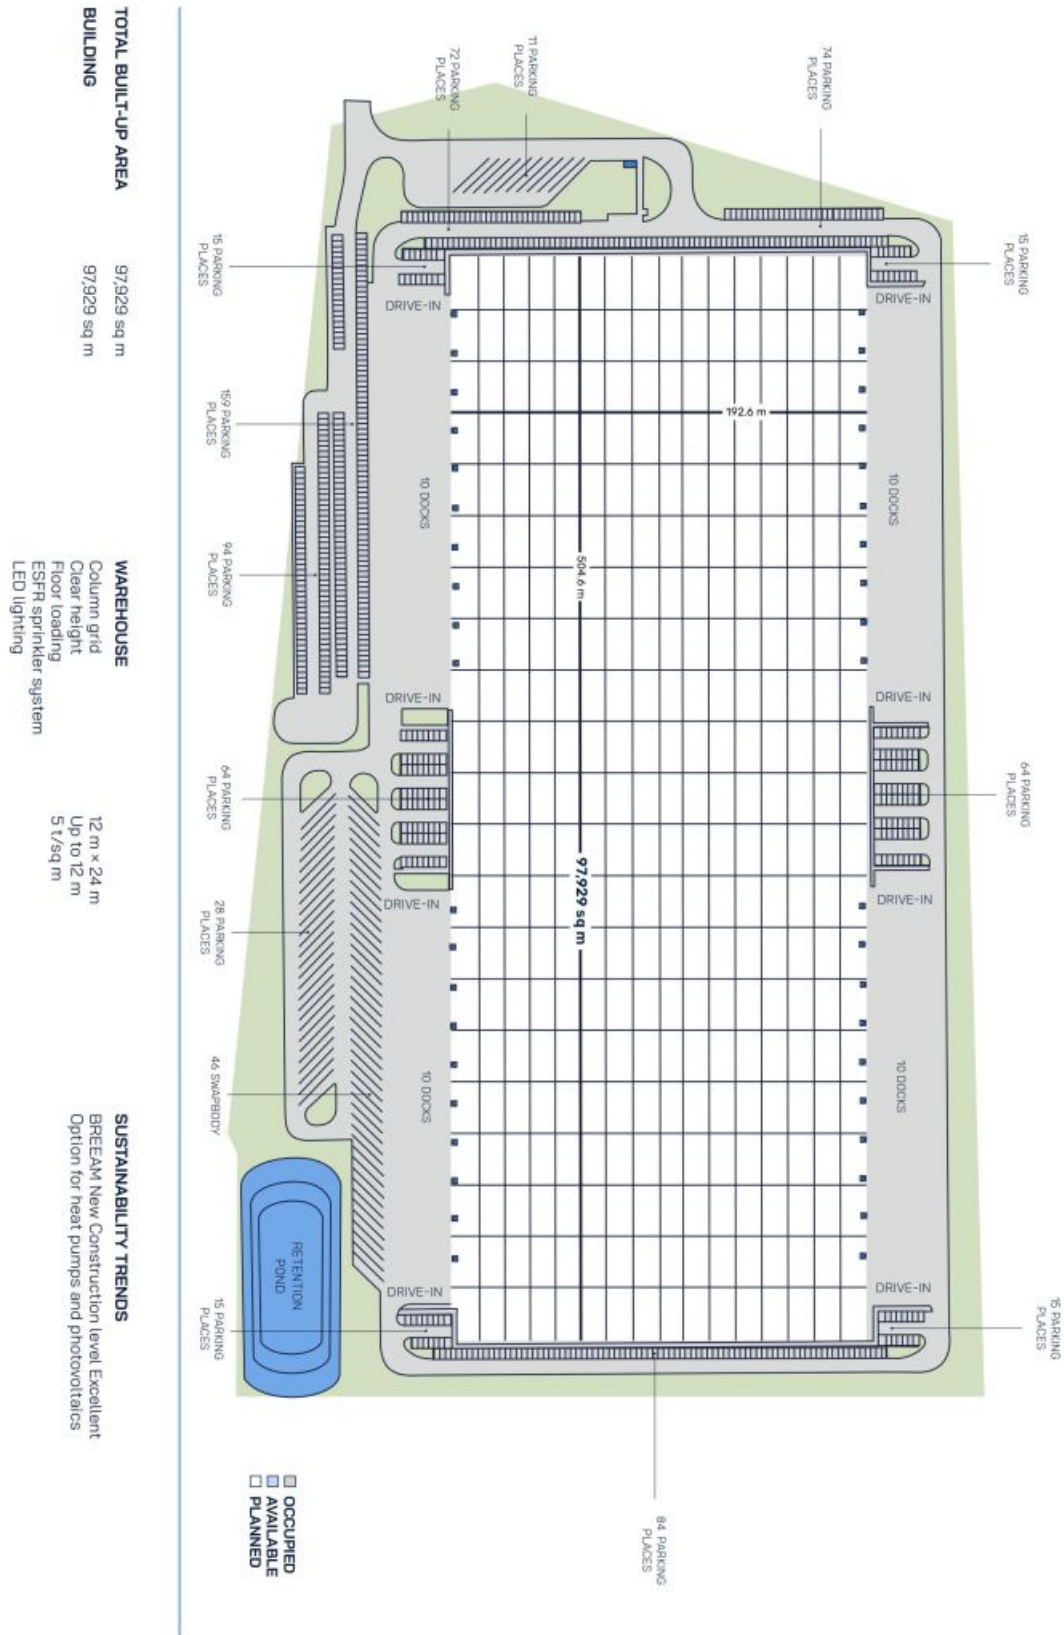 74 PARKING
PLACES
11 PARKING
PLACES
72 PARKING
PLACES
15 PARKING
PLACES
15 PARKING
PLACES
DRIVE-IN
DRIVE-IN
192.6 m
159 PARKING
PLACES
10 DOCKS
10 DOCKS
504.6 m
94 PARKING
PLACES
DRIVE-IN
DRIVE-IN
64 PARKING
PLACES
64 PARKING
PLACES
97,929 sq m
DRIVE-IN
DRIVE-IN
28 PARKING
PLACES
46 SWAPBODY
10 DOCKS
10 DOCKS
RETENTION
POND
DRIVE-IN
DRIVE-IN
15 PARKING
PLACES
15 PARKING
PLACES
84 PARKING
PLACES
OCCUPIED
AVAILABLE
PLANNED
TOTAL BUILT-UP AREA 97,929 sq m
BUILDING 97,929 sq m
WAREHOUSE
Column grid 12 m × 24 m
Clear height Up to 12 m
Floor loading 5 t/sq m
ESFR sprinkler system
LED lighting
SUSTAINABILITY TRENDS
BREEAM New Construction level Excellent
Option for heat pumps and photovoltaics